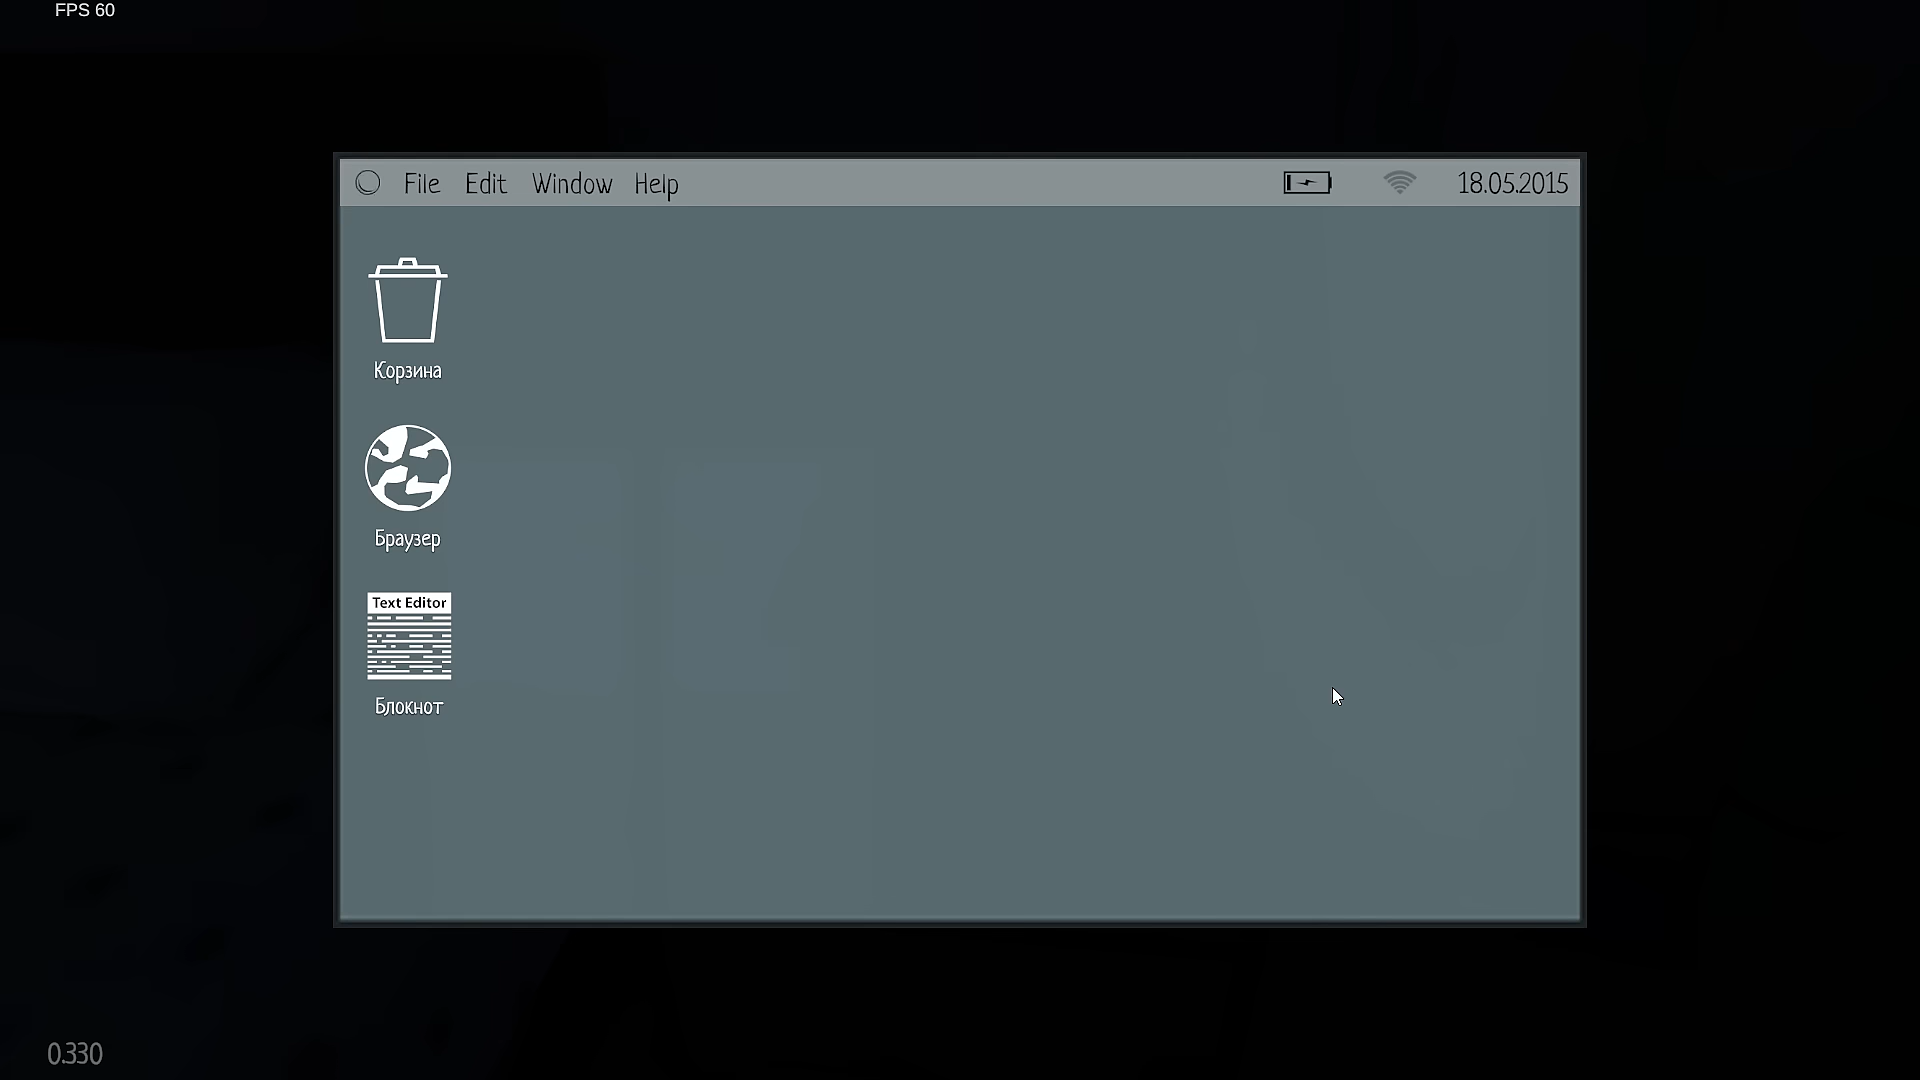 FPS 60
File Edit Window Help 18.05.2015
Корзина
Браузер
Text Editor
Блокнот
0.330